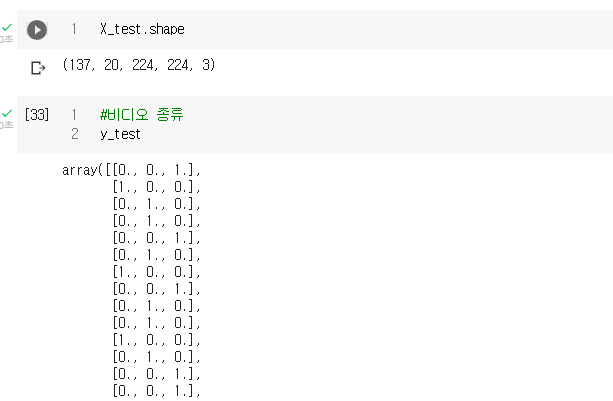 1 X_test.shape
(137, 20, 224, 224, 3)
[33] 1 #비디오 종류
2 y_test
array([[0., 0., 1.],
[1., 0., 0.],
[0., 1., 0.],
[0., 1., 0.],
[0., 0., 1.],
[0., 1., 0.],
[1., 0., 0.],
[0., 0., 1.],
[0., 1., 0.],
[0., 1., 0.],
[1., 0., 0.],
[0., 1., 0.],
[0., 0., 1.],
[0., 0., 1.],